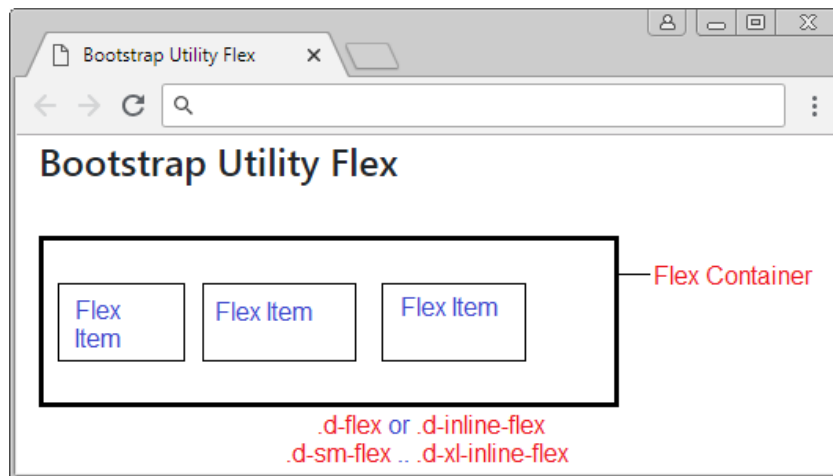 Bootstrap Utility Flex
Bootstrap Utility Flex
Flex Container
Flex
Item
Flex Item
Flex Item
.d-flex or .d-inline-flex
.d-sm-flex .. .d-xl-inline-flex